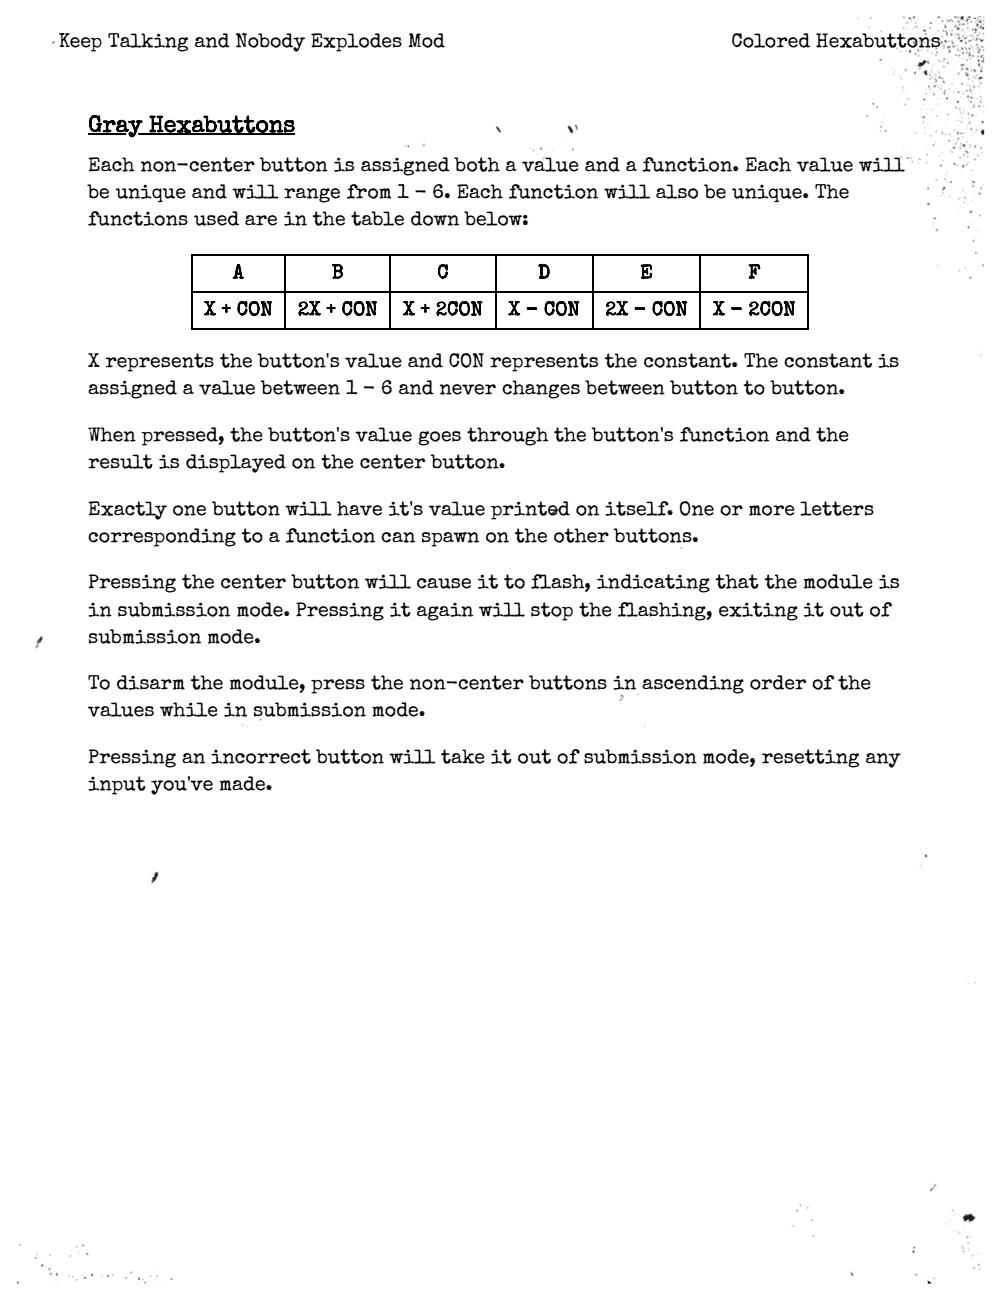 Keep Talking and Nobody Explodes Mod
Colored Hexabuttons
Gray Hexabuttons
Each non-center button is assigned both a value and a function. Each value will
be unique and will range from 1 - 6. Each function will also be unique. The
functions used are in the table down below:
A B C D E F
X + CON 2X + CON X + 2CON X - CON 2X - CON X - 2CON
X represents the button's value and CON represents the constant. The constant is
assigned a value between 1 - 6 and never changes between button to button.
When pressed, the button's value goes through the button's function and the
result is displayed on the center button.
Exactly one button will have it's value printed on itself. One or more letters
corresponding to a function can spawn on the other buttons.
Pressing the center button will cause it to flash, indicating that the module is
in submission mode. Pressing it again will stop the flashing, exiting it out of
submission mode.
To disarm the module, press the non-center buttons in ascending order of the
values while in submission mode.
Pressing an incorrect button will take it out of submission mode, resetting any
input you've made.